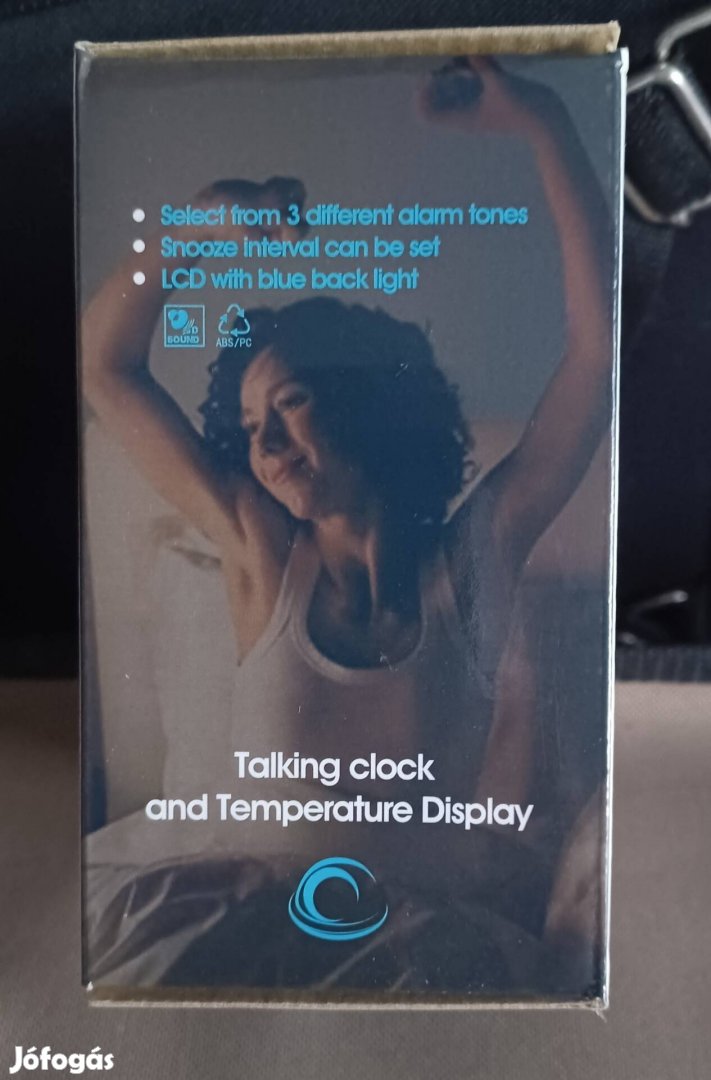 Select from 3 different alarm tones
Snooze interval can be set
LCD with blue back light
SOUND
ABS/PC
Talking clock
and Temperature Display
Jófogás